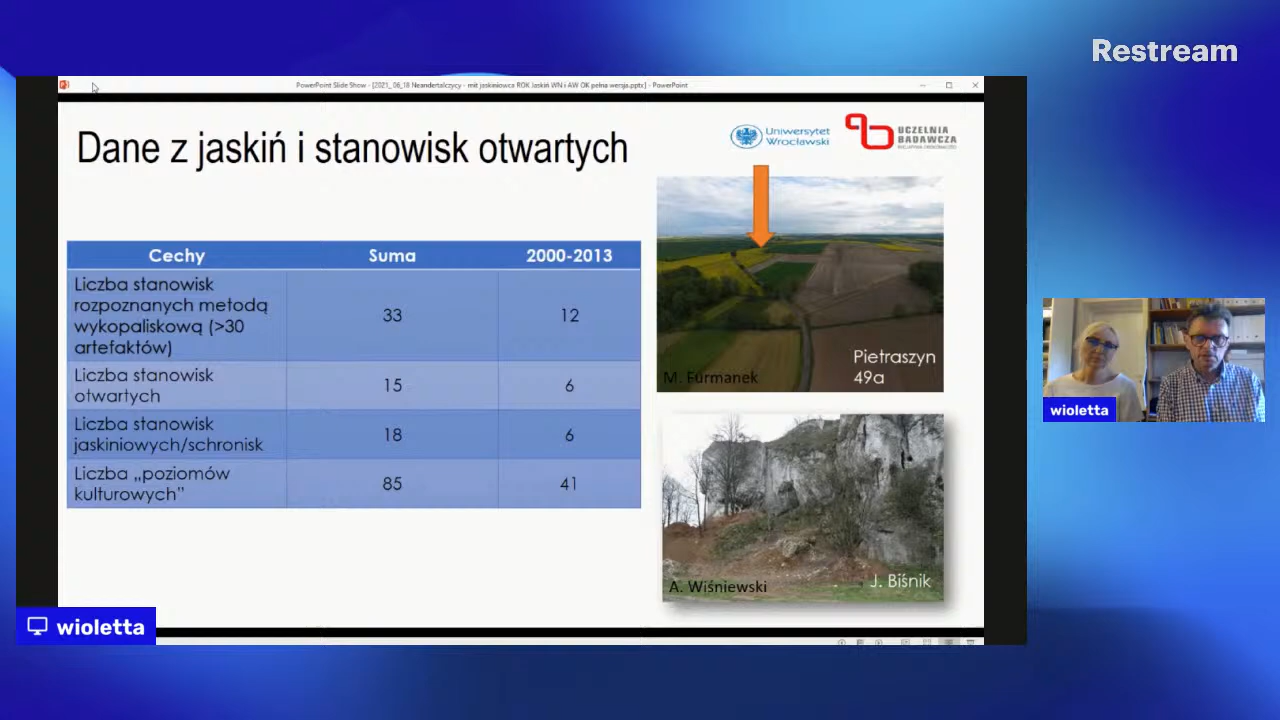 Restream
PowerPoint Slide Show - [2021_06_18 Neandertalczycy - mit jaskiniowca ROK Jaskiń WN i AW OK pełna wersja.pptx] - PowerPoint
Dane z jaskiń i stanowisk otwartych
Uniwersytet
Wrocławski
UCZELNIA
BADAWCZA
Cechy Suma 2000-2013
Liczba stanowisk
rozpoznanych metodą
wykopaliskową (>30
artefaktów)
33 12
Liczba stanowisk
otwartych
15 6
Liczba stanowisk
jaskiniowych/schronisk
18 6
Liczba „poziomów
kulturowych”
85 41
Pietraszyn
49a
M. Furmanek
J. Biśnik
A. Wiśniewski
wioletta
wioletta